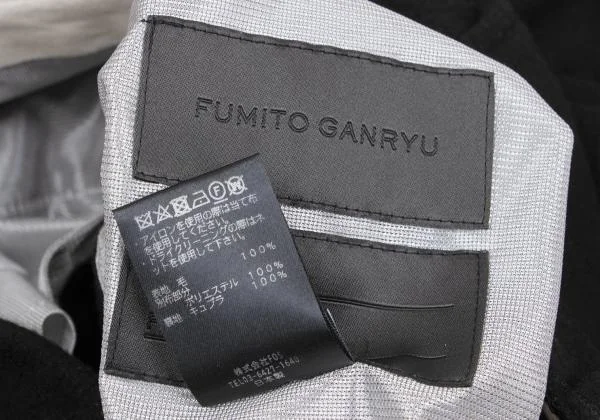 FUMITO GANRYU
・アイロンを使用の際は当て布
を使用してください。
・ドライクリーニングの際はネ
ットを使用して下さい。
表地 毛 100%
別布部分
ポリエステル 100%
裏地 キュプラ 100%
株式会社FOS
TEL03-6427-1640
日本製